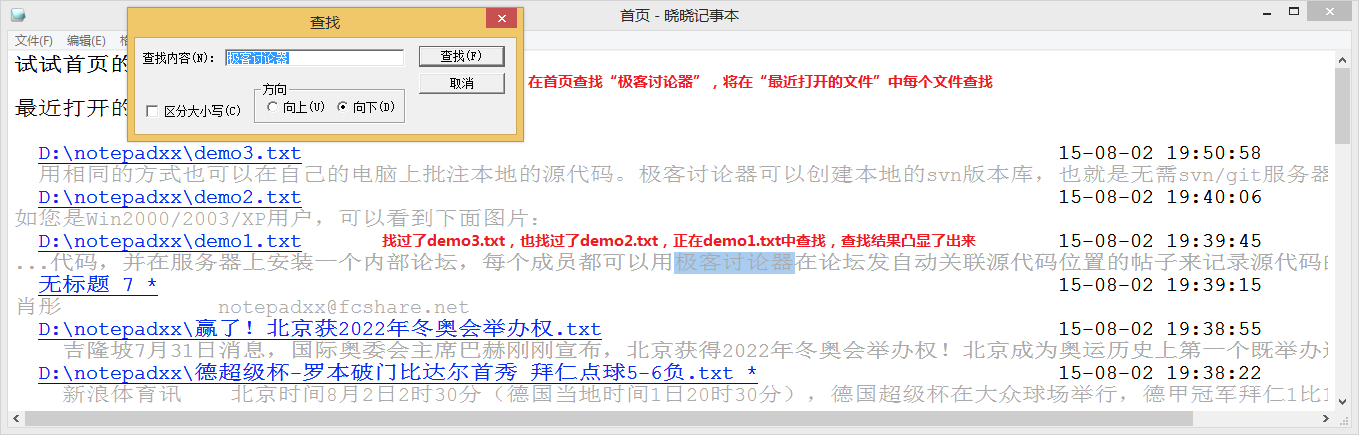 首页 - 晓晓记事本
文件(F) 编辑(E)
查找
查找内容(N): 极客讨论器 查找(F)
取消
方向
区分大小写(C) 向上(U) 向下(D)
试试首页的
在首页查找“极客讨论器”，将在“最近打开的文件”中每个文件查找
最近打开的
D:\notepadxx\demo3.txt 15-08-02 19:50:58
用相同的方式也可以在自己的电脑上批注本地的源代码。极客讨论器可以创建本地的svn版本库，也就是无需svn/git服务器
D:\notepadxx\demo2.txt 15-08-02 19:40:06
如您是Win2000/2003/XP用户，可以看到下面图片：
D:\notepadxx\demo1.txt 找过了demo3.txt，也找过了demo2.txt，正在demo1.txt中查找，查找结果凸显了出来 15-08-02 19:39:45
...代码，并在服务器上安装一个内部论坛，每个成员都可以用极客讨论器在论坛发自动关联源代码位置的帖子来记录源代码
无标题 7 * 15-08-02 19:39:15
肖彤 notepadxx@fcshare.net
D:\notepadxx\赢了！北京获2022年冬奥会举办权.txt 15-08-02 19:38:55
吉隆坡7月31日消息，国际奥委会主席巴赫刚刚宣布，北京获得2022年冬奥会举办权！北京成为奥运历史上第一个既举办
D:\notepadxx\德超级杯-罗本破门比达尔首秀 拜仁点球5-6负.txt * 15-08-02 19:38:22
新浪体育讯 北京时间8月2日2时30分（德国当地时间1日20时30分），德国超级杯在大众球场举行，德甲冠军拜仁1比1